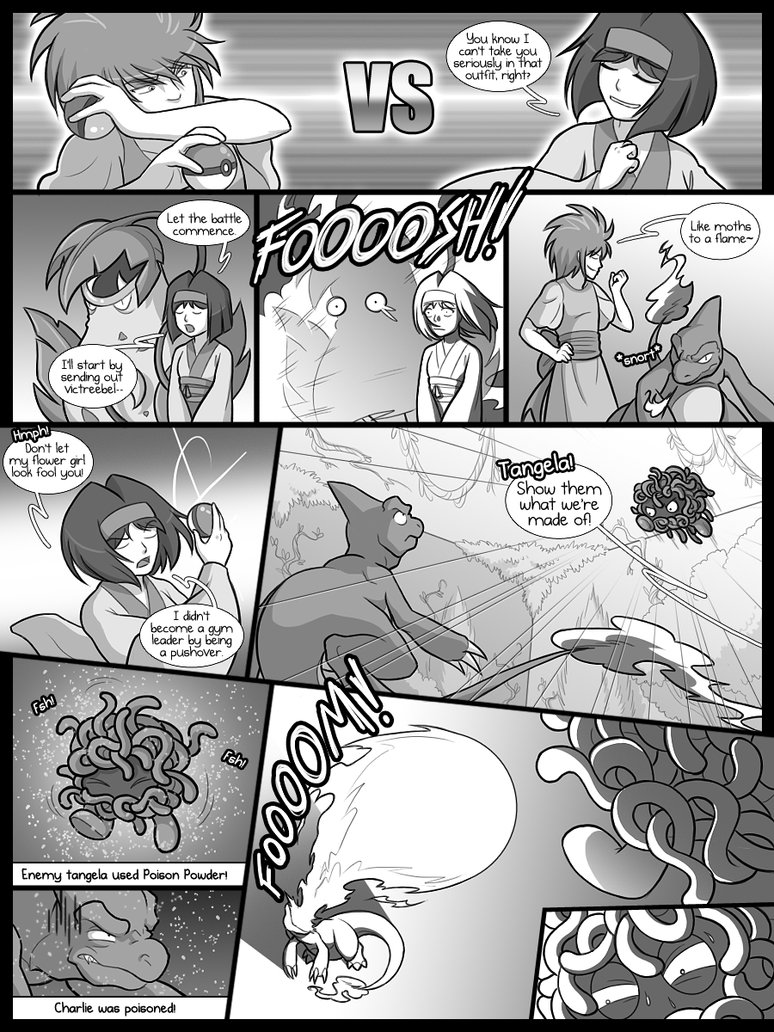 VS
You know I
can't take you
seriously in that
outfit, right?
Let the battle
commence.
I'll start by
sending out
victreebel--
FOOOOSH!
Like moths
to a flame~
*snort*
Hmph!
Don't let
my flower girl
look fool you!
I didn't
become a gym
leader by being
a pushover.
Tangela!
Show them
what we're
made of!
Fsh!
Fsh!
Enemy tangela used Poison Powder!
Charlie was poisoned!
FOOOOM!